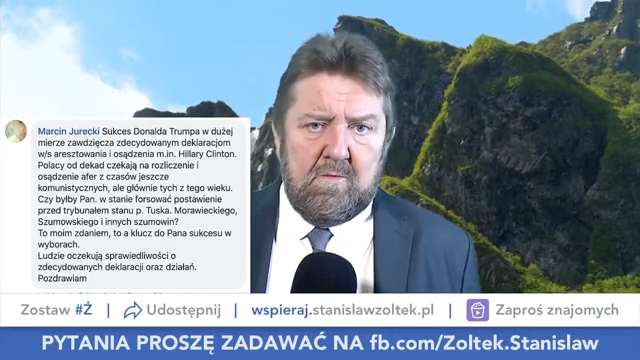 Marcin Jurecki Sukces Donalda Trumpa w dużej
mierze zawdzięcza zdecydowanym deklaracjom
w/s aresztowania i osądzenia m.in. Hillary Clinton.
Polacy od dekad czekają na rozliczenie i
osądzenie afer z czasów jeszcze
komunistycznych, ale głównie tych z tego wieku.
Czy byłby Pan. w stanie forsować postawienie
przed trybunałem stanu p. Tuska. Morawieckiego,
Szumowskiego i innych szumowin?
To moim zdaniem, to a klucz do Pana sukcesu w
wyborach.
Ludzie oczekują sprawiedliwości o
zdecydowanych deklaracji oraz działań.
Pozdrawiam
Zostaw #Ż | Udostępnij | wspieraj.stanislawzoltek.pl | Zaproś znajomych
PYTANIA PROSZĘ ZADAWAĆ NA fb.com/Zoltek.Stanislaw